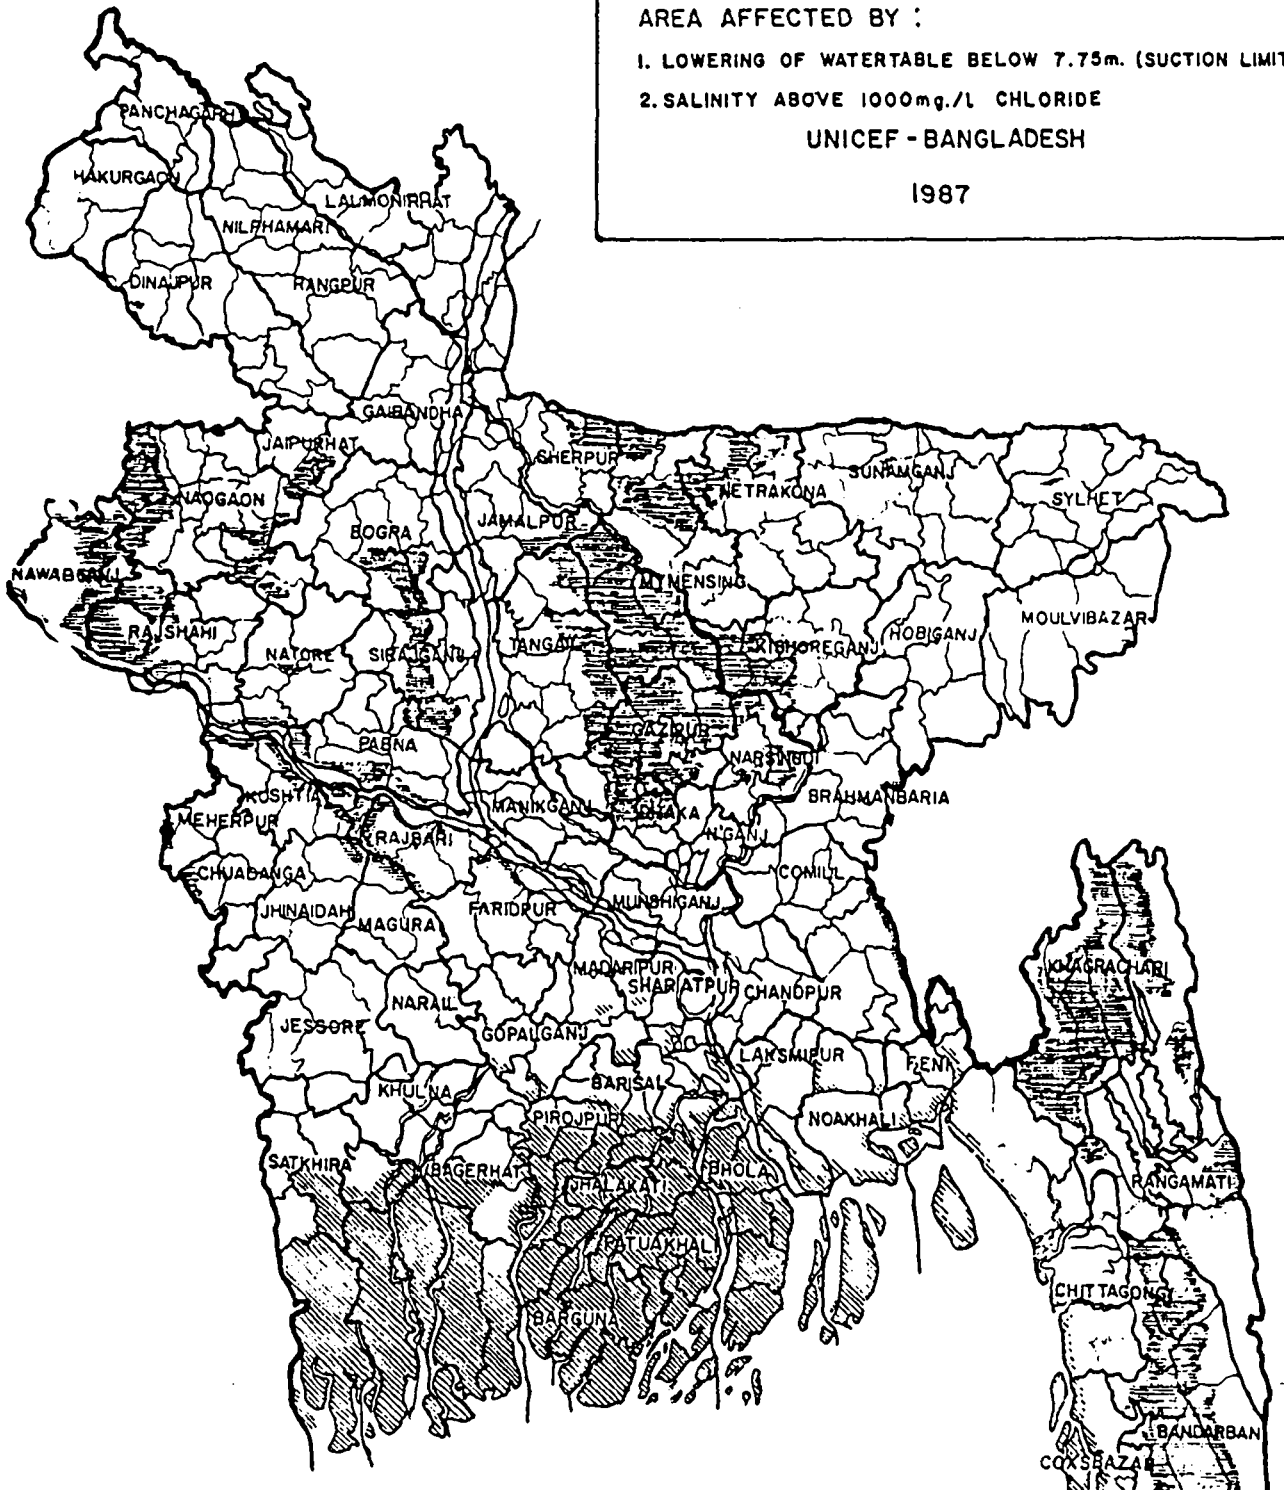 AREA AFFECTED BY :
1. LOWERING OF WATERTABLE BELOW 7.75m. (SUCTION LIMIT
2. SALINITY ABOVE 1000mg./l CHLORIDE
UNICEF - BANGLADESH
1987
PANCHAGARH
HAKURGAON
LALMONIRHAT
NILPHAMARI
DINAJPUR
RANGPUR
GAIBANDHA
JAIPURHAT
SHERPUR
SUNAMGANJ
NAOGAON
NETRAKONA
SYLHET
BOGRA
JAMALPUR
NAWABGANJ
MYMENSING
RAJSHAHI
MOULVIBAZAR
NATORE
SIRAJGANJ
TANGAIL
KISHOREGANJ
HOBIGANJ
PABNA
GAZIPUR
NARSINGDI
KUSHTIA
MANIKGANJ
DHAKA
BRAHMANBARIA
MEHERPUR
RAJBARI
N'GANJ
CHUADANGA
COMILL
JHINAIDAH
MAGURA
FARIDPUR
MUNSHIGANJ
MADARIPUR
KHAGRACHARI
SHARIATPUR
CHANDPUR
NARAIL
JESSORE
GOPALGANJ
LAKSMIPUR
FENI
KHULNA
BARISAL
PIROJPUR
NOAKHALI
SATKHIRA
BAGERHAT
BHOLA
JHALAKATI
RANGAMATI
PATUAKHALI
CHITTAGONG
BARGUNA
BANDARBAN
COXSBAZAR